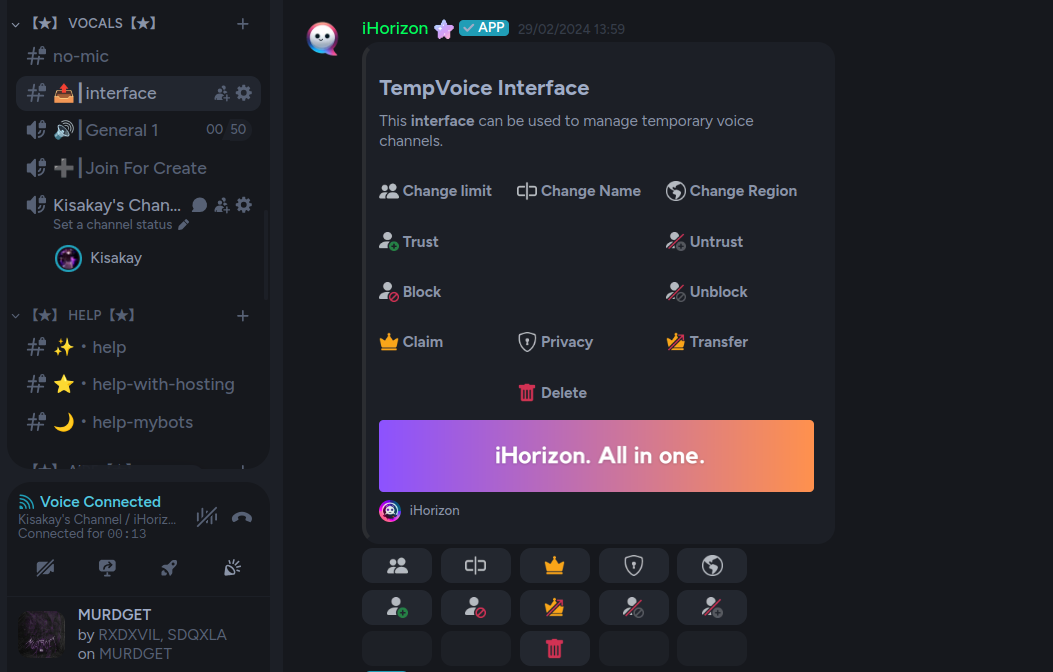 【★】 VOCALS【★】
no-mic
interface
General 1 00 50
Join For Create
Kisakay's Chan...
Set a channel status
Kisakay
【★】 HELP【★】
• help
• help-with-hosting
• help-mybots
Voice Connected
Kisakay's Channel / iHoriz...
Connected for 00:13
MURDGET
by RXDXVIL, SDQXLA
on MURDGET
iHorizon APP 29/02/2024 13:59
TempVoice Interface
This interface can be used to manage temporary voice
channels.
Change limit Change Name Change Region
Trust Untrust
Block Unblock
Claim Privacy Transfer
Delete
iHorizon. All in one.
iHorizon